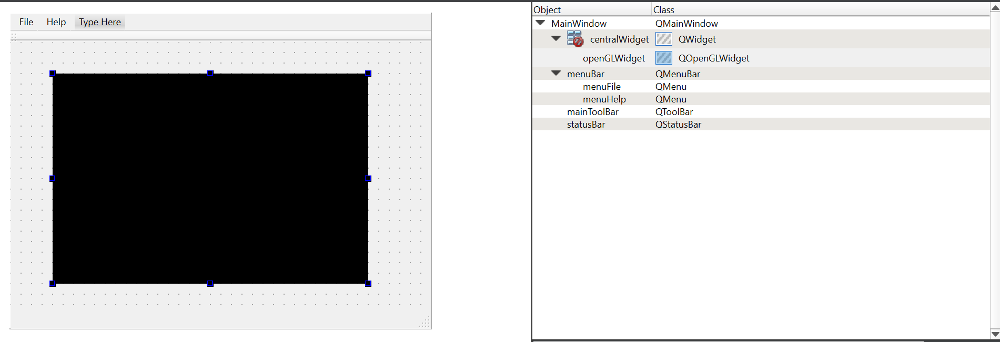 File Help Type Here
Object Class
MainWindow QMainWindow
centralWidget QWidget
openGLWidget QOpenGLWidget
menuBar QMenuBar
menuFile QMenu
menuHelp QMenu
mainToolBar QToolBar
statusBar QStatusBar